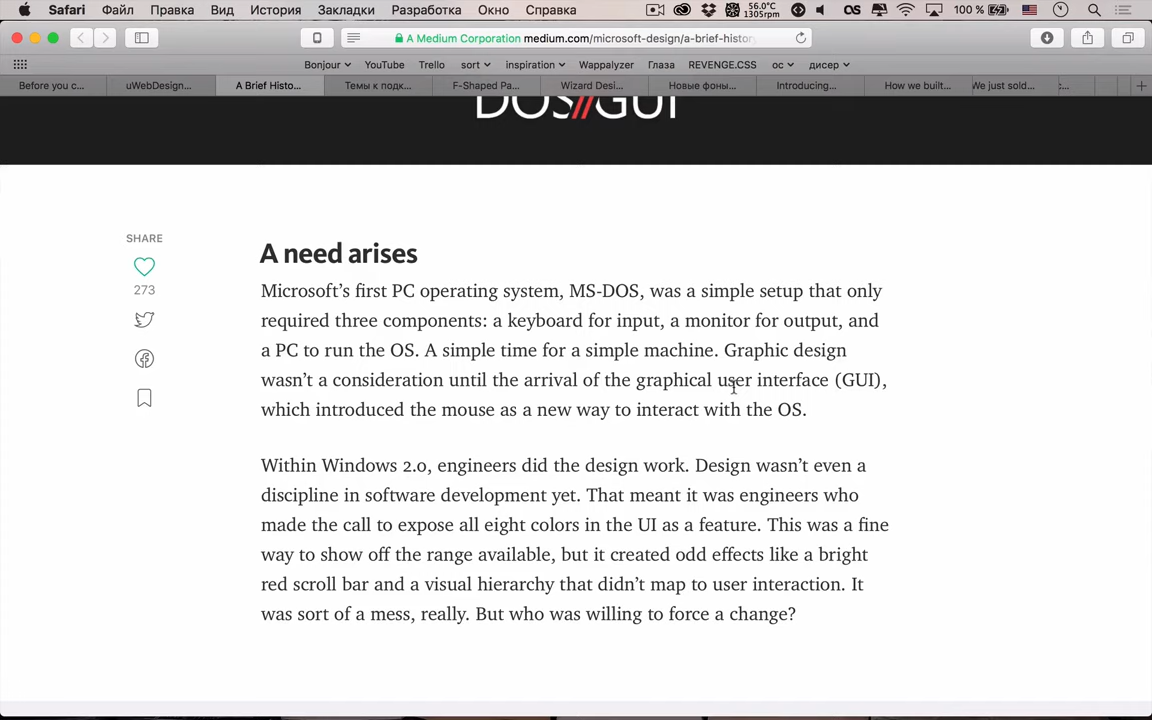 Safari Файл Правка Вид История Закладки Разработка Окно Справка 56.0°C 1305rpm 100 %
A Medium Corporation medium.com/microsoft-design/a-brief-history
Bonjour YouTube Trello sort inspiration Wappalyzer Глаза REVENGE.CSS ос дисер
Before you c... uWebDesign... A Brief Histo... Темы к подк... F-Shaped Pa... Wizard Desi... Новые фоны... Introducing... How we built... We just sold...
DOS//GUI
SHARE
273
A need arises
Microsoft’s first PC operating system, MS-DOS, was a simple setup that only
required three components: a keyboard for input, a monitor for output, and
a PC to run the OS. A simple time for a simple machine. Graphic design
wasn’t a consideration until the arrival of the graphical user interface (GUI),
which introduced the mouse as a new way to interact with the OS.
Within Windows 2.0, engineers did the design work. Design wasn’t even a
discipline in software development yet. That meant it was engineers who
made the call to expose all eight colors in the UI as a feature. This was a fine
way to show off the range available, but it created odd effects like a bright
red scroll bar and a visual hierarchy that didn’t map to user interaction. It
was sort of a mess, really. But who was willing to force a change?